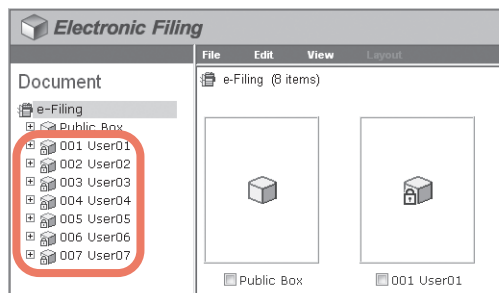 Electronic Filing
File Edit View Layout
Document
e-Filing (8 items)
e-Filing
Public Box
001 User01
002 User02
003 User03
004 User04
005 User05
006 User06
007 User07
Public Box
001 User01